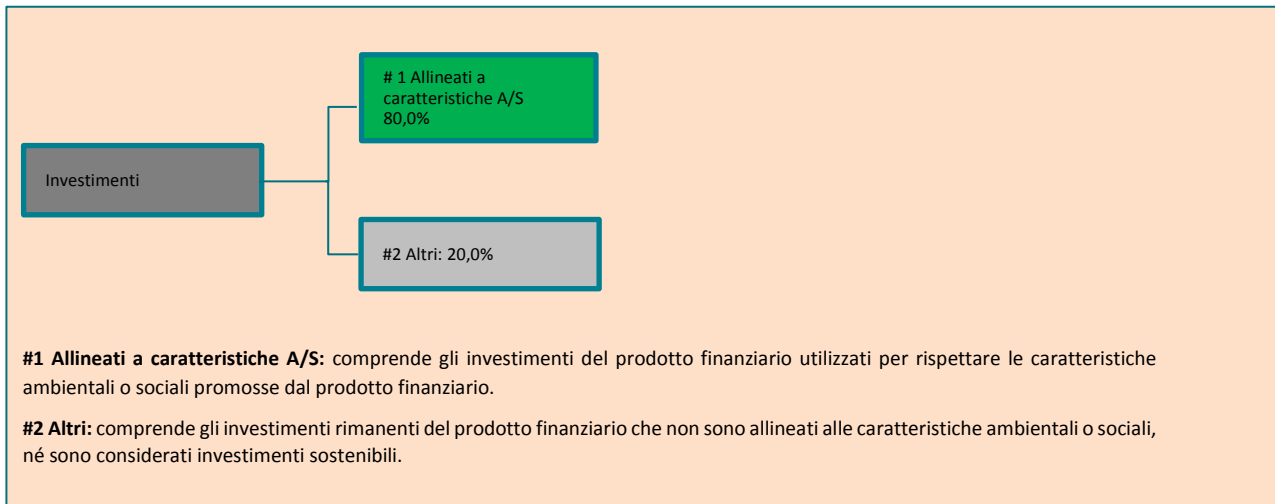 # 1 Allineati a
caratteristiche A/S
80,0%
Investimenti
#2 Altri: 20,0%
#1 Allineati a caratteristiche A/S: comprende gli investimenti del prodotto finanziario utilizzati per rispettare le caratteristiche
ambientali o sociali promosse dal prodotto finanziario.
#2 Altri: comprende gli investimenti rimanenti del prodotto finanziario che non sono allineati alle caratteristiche ambientali o sociali,
né sono considerati investimenti sostenibili.